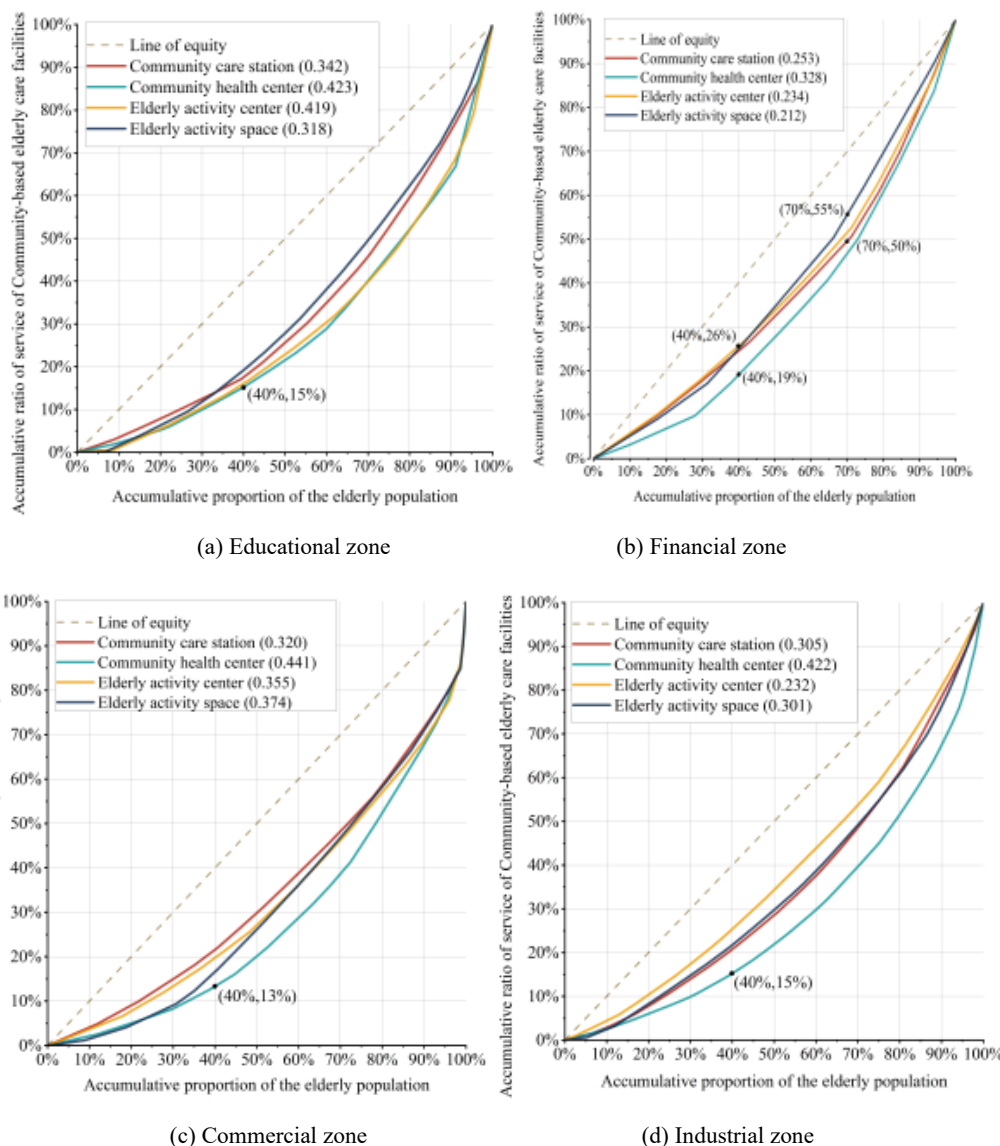 Accumulative ratio of service of Community-based elderly care facilities
100%
90%
80%
70%
60%
50%
40%
30%
20%
10%
0%
Line of equity
Community care station (0.342)
Community health center (0.423)
Elderly activity center (0.419)
Elderly activity space (0.318)
(40%,15%)
0% 10% 20% 30% 40% 50% 60% 70% 80% 90% 100%
Accumulative proportion of the elderly population
(a) Educational zone
Accumulative ratio of service of Community-based elderly care facilities
100%
90%
80%
70%
60%
50%
40%
30%
20%
10%
0%
Line of equity
Community care station (0.253)
Community health center (0.328)
Elderly activity center (0.234)
Elderly activity space (0.212)
(70%,55%)
(70%,50%)
(40%,26%)
(40%,19%)
0% 10% 20% 30% 40% 50% 60% 70% 80% 90% 100%
Accumulative proportion of the elderly population
(b) Financial zone
100%
90%
80%
70%
60%
50%
40%
30%
20%
10%
0%
Line of equity
Community care station (0.320)
Community health center (0.441)
Elderly activity center (0.355)
Elderly activity space (0.374)
(40%,13%)
0% 10% 20% 30% 40% 50% 60% 70% 80% 90% 100%
Accumulative proportion of the elderly population
(c) Commercial zone
Accumulative ratio of service of Community-based elderly care facilities
100%
90%
80%
70%
60%
50%
40%
30%
20%
10%
0%
Line of equity
Community care station (0.305)
Community health center (0.422)
Elderly activity center (0.232)
Elderly activity space (0.301)
(40%,15%)
0% 10% 20% 30% 40% 50% 60% 70% 80% 90% 100%
Accumulative proportion of the elderly population
(d) Industrial zone